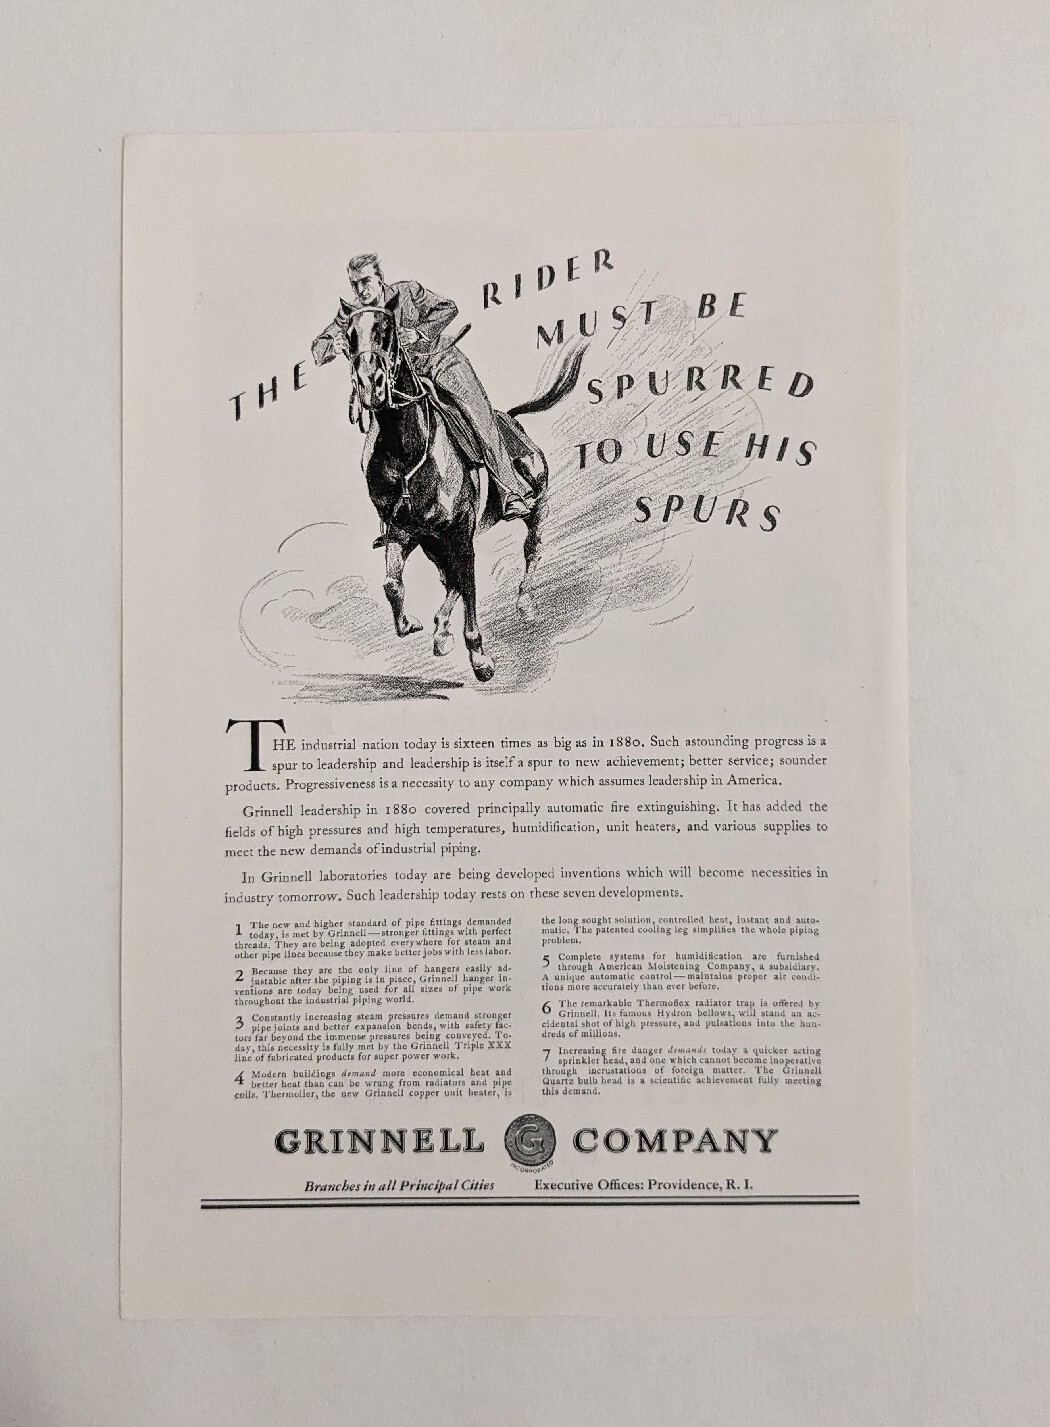 THE RIDER
MUST BE
SPURRED
TO USE HIS
SPURS
THE industrial nation today is sixteen times as big as in 1880. Such astounding progress is a
spur to leadership and leadership is itself a spur to new achievement; better service; sounder
products. Progressiveness is a necessity to any company which assumes leadership in America.
Grinnell leadership in 1880 covered principally automatic fire extinguishing. It has added the
fields of high pressures and high temperatures, humidification, unit heaters, and various supplies to
meet the new demands of industrial piping.
In Grinnell laboratories today are being developed inventions which will become necessities in
industry tomorrow. Such leadership today rests on these seven developments.
1 The new and higher standard of pipe fittings demanded
today, is met by Grinnell—stronger fittings with perfect
threads. They are being adopted everywhere for steam and
other pipe lines because they make better jobs with less labor.
2 Because they are the only line of hangers easily ad-
justable after the piping is in place, Grinnell hanger in-
ventions are today being used for all sizes of pipe work
throughout the industrial piping world.
3 Constantly increasing steam pressures demand stronger
pipe joints and better expansion bends, with safety fac-
tors far beyond the immense pressures being conveyed. To-
day, this necessity is fully met by the Grinnell Triple XXX
line of fabricated products for super power work.
4 Modern buildings demand more economical heat and
better heat than can be wrung from radiators and pipe
coils. Thermolier, the new Grinnell copper unit heater, is
the long sought solution, controlled heat, instant and auto-
matic. The patented cooling leg simplifies the whole piping
problem.
5 Complete systems for humidification are furnished
through American Moistening Company, a subsidiary.
A unique automatic control—maintains proper air condi-
tions more accurately than ever before.
6 The remarkable Thermoflex radiator trap is offered by
Grinnell. Its famous Hydron bellows, will stand an ac-
cidental shot of high pressure, and pulsations into the hun-
dreds of millions.
7 Increasing fire danger demands today a quicker acting
sprinkler head, and one which cannot become inoperative
through incrustations of foreign matter. The Grinnell
Quartz bulb head is a scientific achievement fully meeting
this demand.
GRINNELL G COMPANY
INCORPORATED
Branches in all Principal Cities Executive Offices: Providence, R. I.